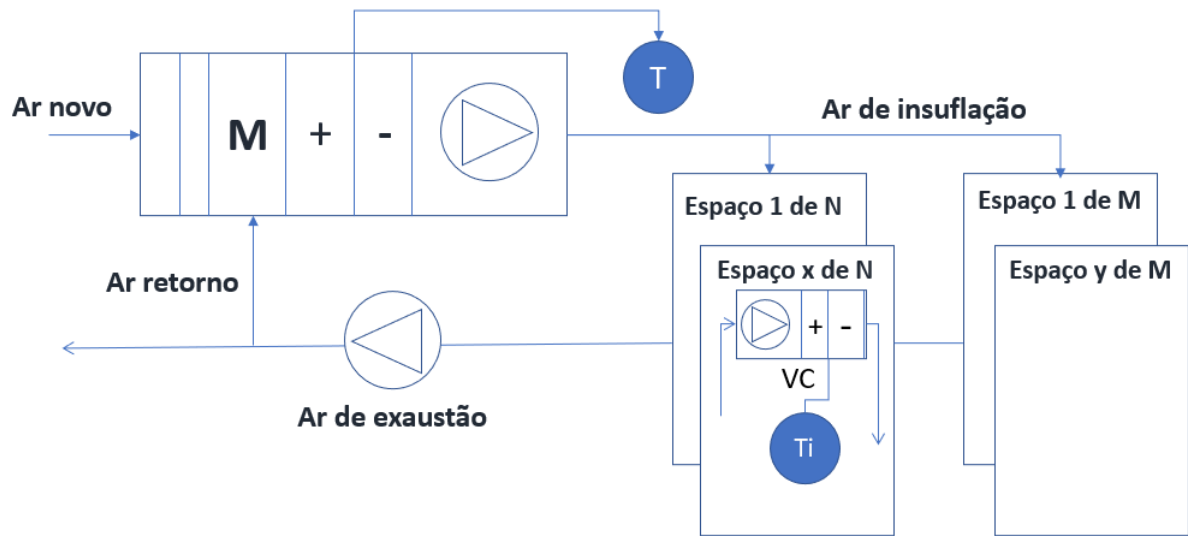 T
Ar novo
M
+
-
Ar de insuflação
Espaço 1 de N
Espaço 1 de M
Ar retorno
Espaço x de N
Espaço y de M
+
-
VC
Ar de exaustão
Ti